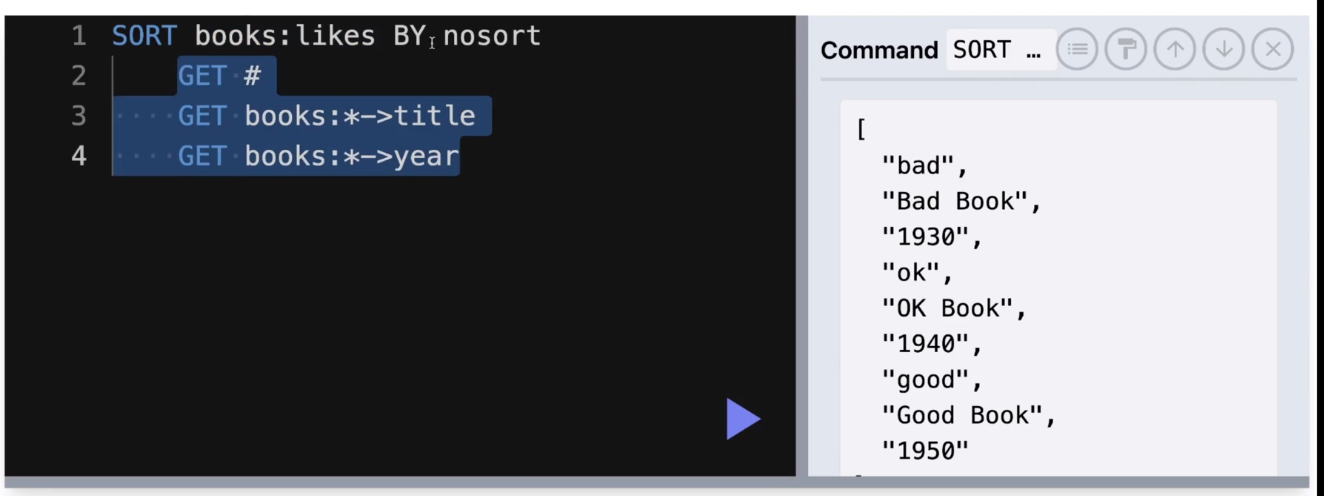 1 SORT books:likes BY nosort
2 GET #
3 GET books:*->title
4 GET books:*->year
Command SORT …
[
"bad",
"Bad Book",
"1930",
"ok",
"OK Book",
"1940",
"good",
"Good Book",
"1950"